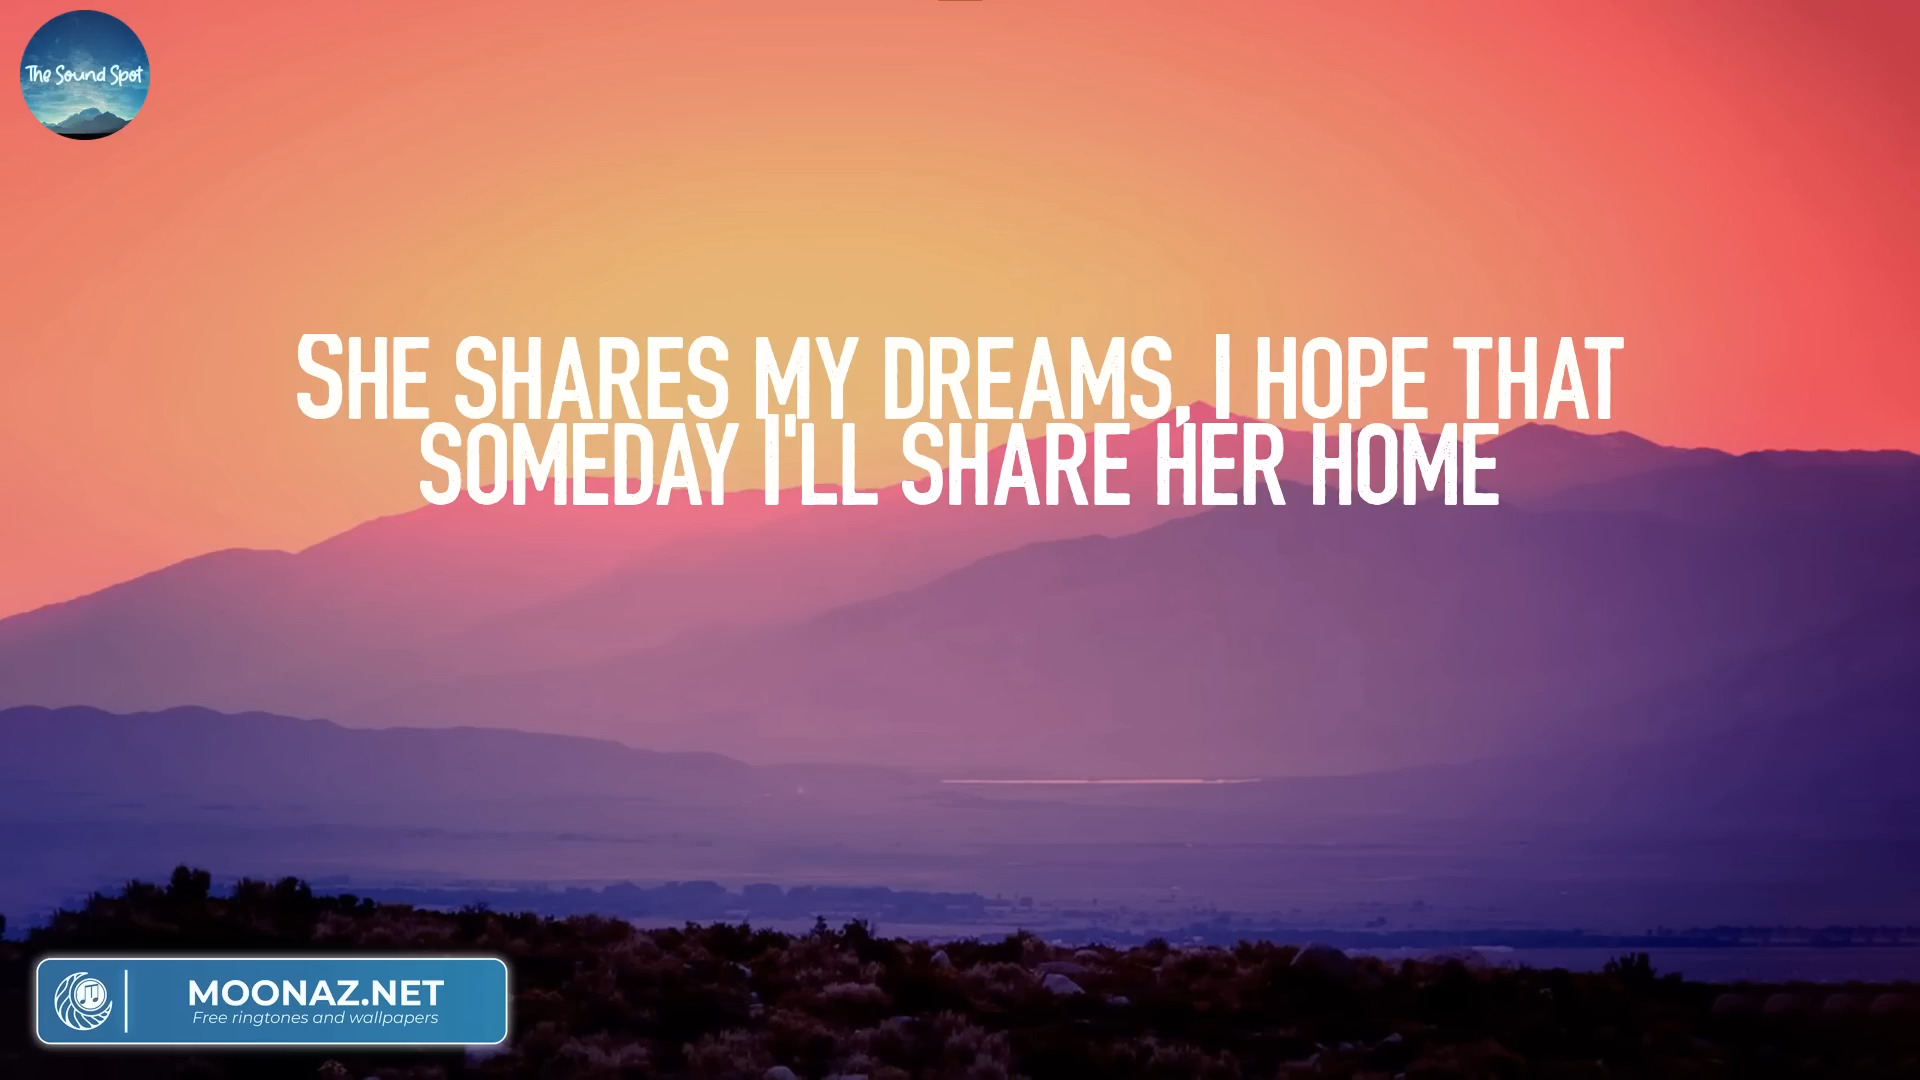 The Sound Spot
She shares my dreams, I hope that
someday I'll share her home
MOONAZ.NET
Free ringtones and wallpapers